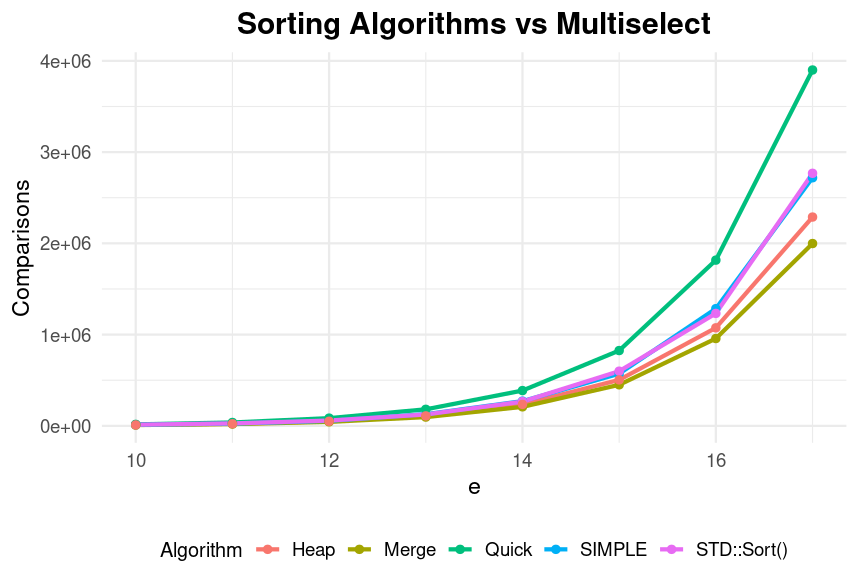 Sorting Algorithms vs Multiselect
4e+06
3e+06
2e+06
1e+06
0e+00
Comparisons
10 12 14 16
e
Algorithm Heap Merge Quick SIMPLE STD::Sort()